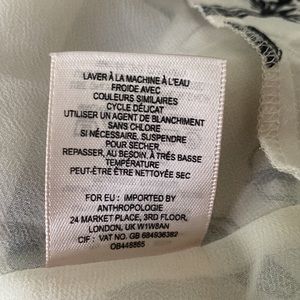 LAVER À LA MACHINE À L'EAU
FROIDE AVEC
COULEURS SIMILAIRES
CYCLE DÉLICAT
UTILISER UN AGENT DE BLANCHIMENT
SANS CHLORE
SI NÉCESSAIRE, SUSPENDRE
POUR SÉCHER.
REPASSER, AU BESOIN, À TRÈS BASSE
TEMPÉRATURE
PEUT-ÊTRE ÊTRE NETTOYÉE SEC
FOR EU : IMPORTED BY
ANTHROPOLOGIE
24 MARKET PLACE, 3RD FLOOR,
LONDON, UK W1W8AN
CIF : VAT NO. GB 684936382
OB448865